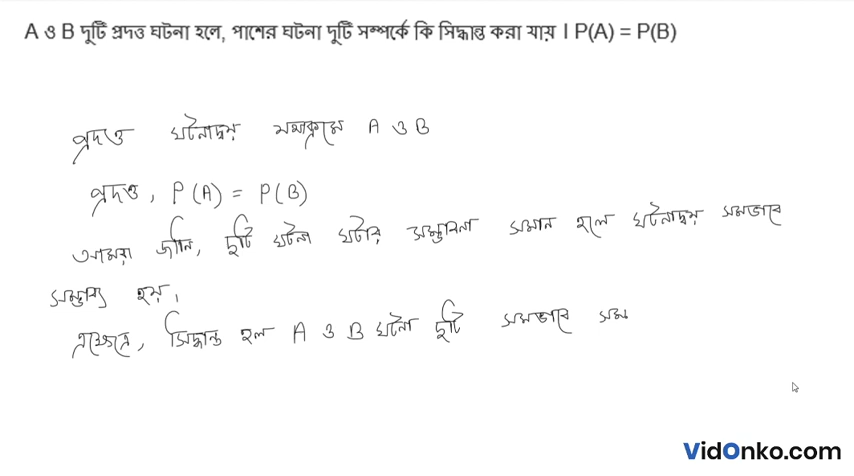 A ও B দুটি প্রদত্ত ঘটনা হলে, পাশের ঘটনা দুটি সম্পর্কে কি সিদ্ধান্ত করা যায় । P(A) = P(B)
প্রদত্ত ঘটনাদ্বয় যথাক্রমে A ও B
প্রদত্ত, P(A) = P(B)
আমরা জানি, দুটি ঘটনা ঘটার সম্ভাবনা সমান হলে ঘটনাদ্বয় সমভাবে
সম্ভাব্য হয়।
এক্ষেত্রে, সিদ্ধান্ত হল A ও B ঘটনা দুটি সমভাবে সম্ভ
VidOnko.com